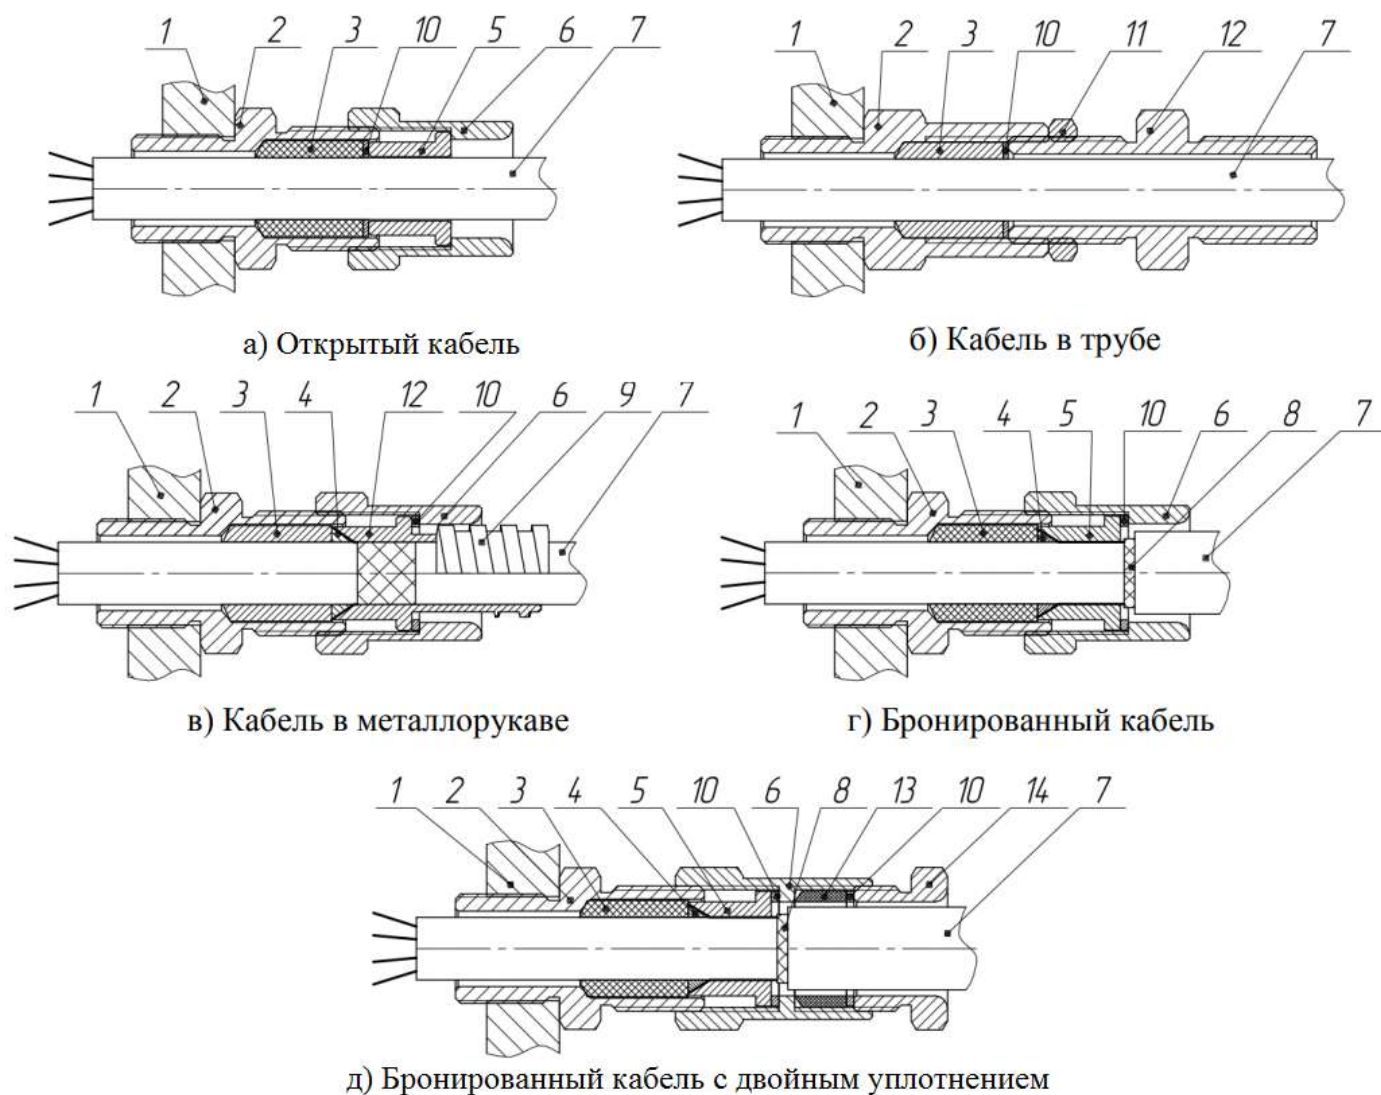 1 2 3 10 5 6 7
1 2 3 10 11 12 7
а) Открытый кабель
б) Кабель в трубе
1 2 3 4 12 10 6 9 7
1 2 3 4 5 10 6 8 7
в) Кабель в металлорукаве
г) Бронированный кабель
1 2 3 4 5 10 6 8 13 10 14 7
д) Бронированный кабель с двойным уплотнением